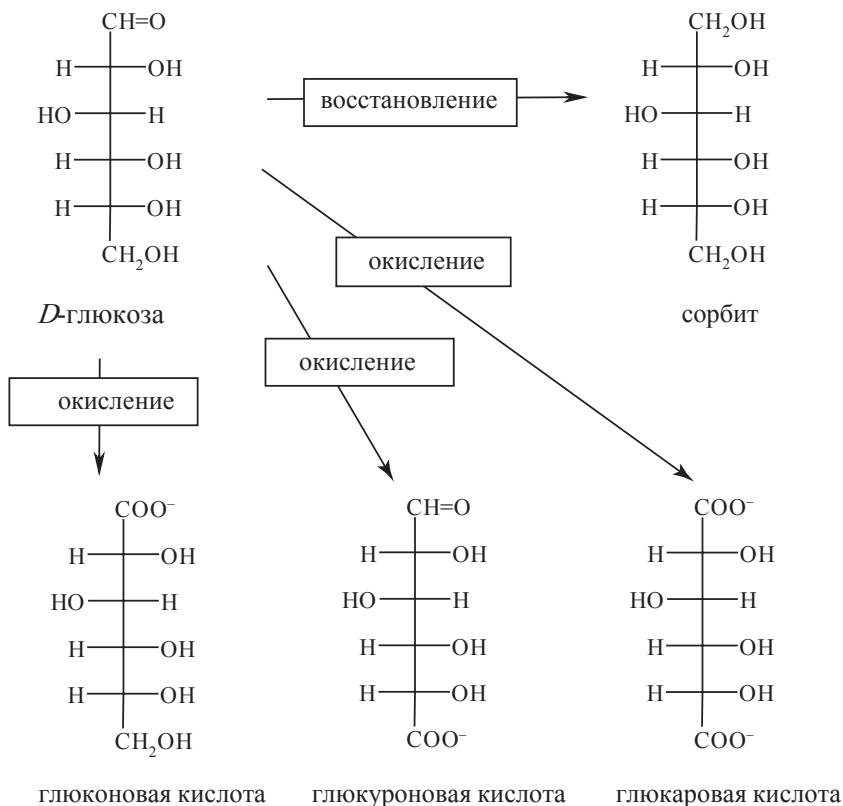 CH=O
H OH
HO H
H OH
H OH
CH₂OH
D-глюкоза
восстановление
CH₂OH
H OH
HO H
H OH
H OH
CH₂OH
сорбит
окисление
окисление
окисление
COO⁻
H OH
HO H
H OH
H OH
CH₂OH
глюконовая кислота
CH=O
H OH
HO H
H OH
H OH
COO⁻
глюкуроновая кислота
COO⁻
H OH
HO H
H OH
H OH
COO⁻
глюкаровая кислота